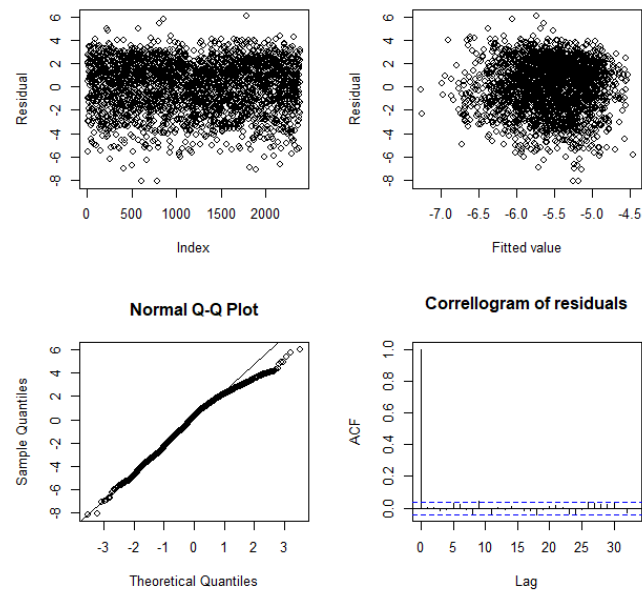 6
4
2
0
-2
-4
-6
-8
Residual
0 500 1000 1500 2000
Index
6
4
2
0
-2
-4
-6
-8
Residual
-7.0 -6.5 -6.0 -5.5 -5.0 -4.5
Fitted value
Normal Q-Q Plot
6
4
2
0
-2
-4
-6
-8
Sample Quantiles
-3 -2 -1 0 1 2 3
Theoretical Quantiles
Correllogram of residuals
1.0
0.8
0.6
0.4
0.2
0.0
ACF
0 5 10 15 20 25 30
Lag